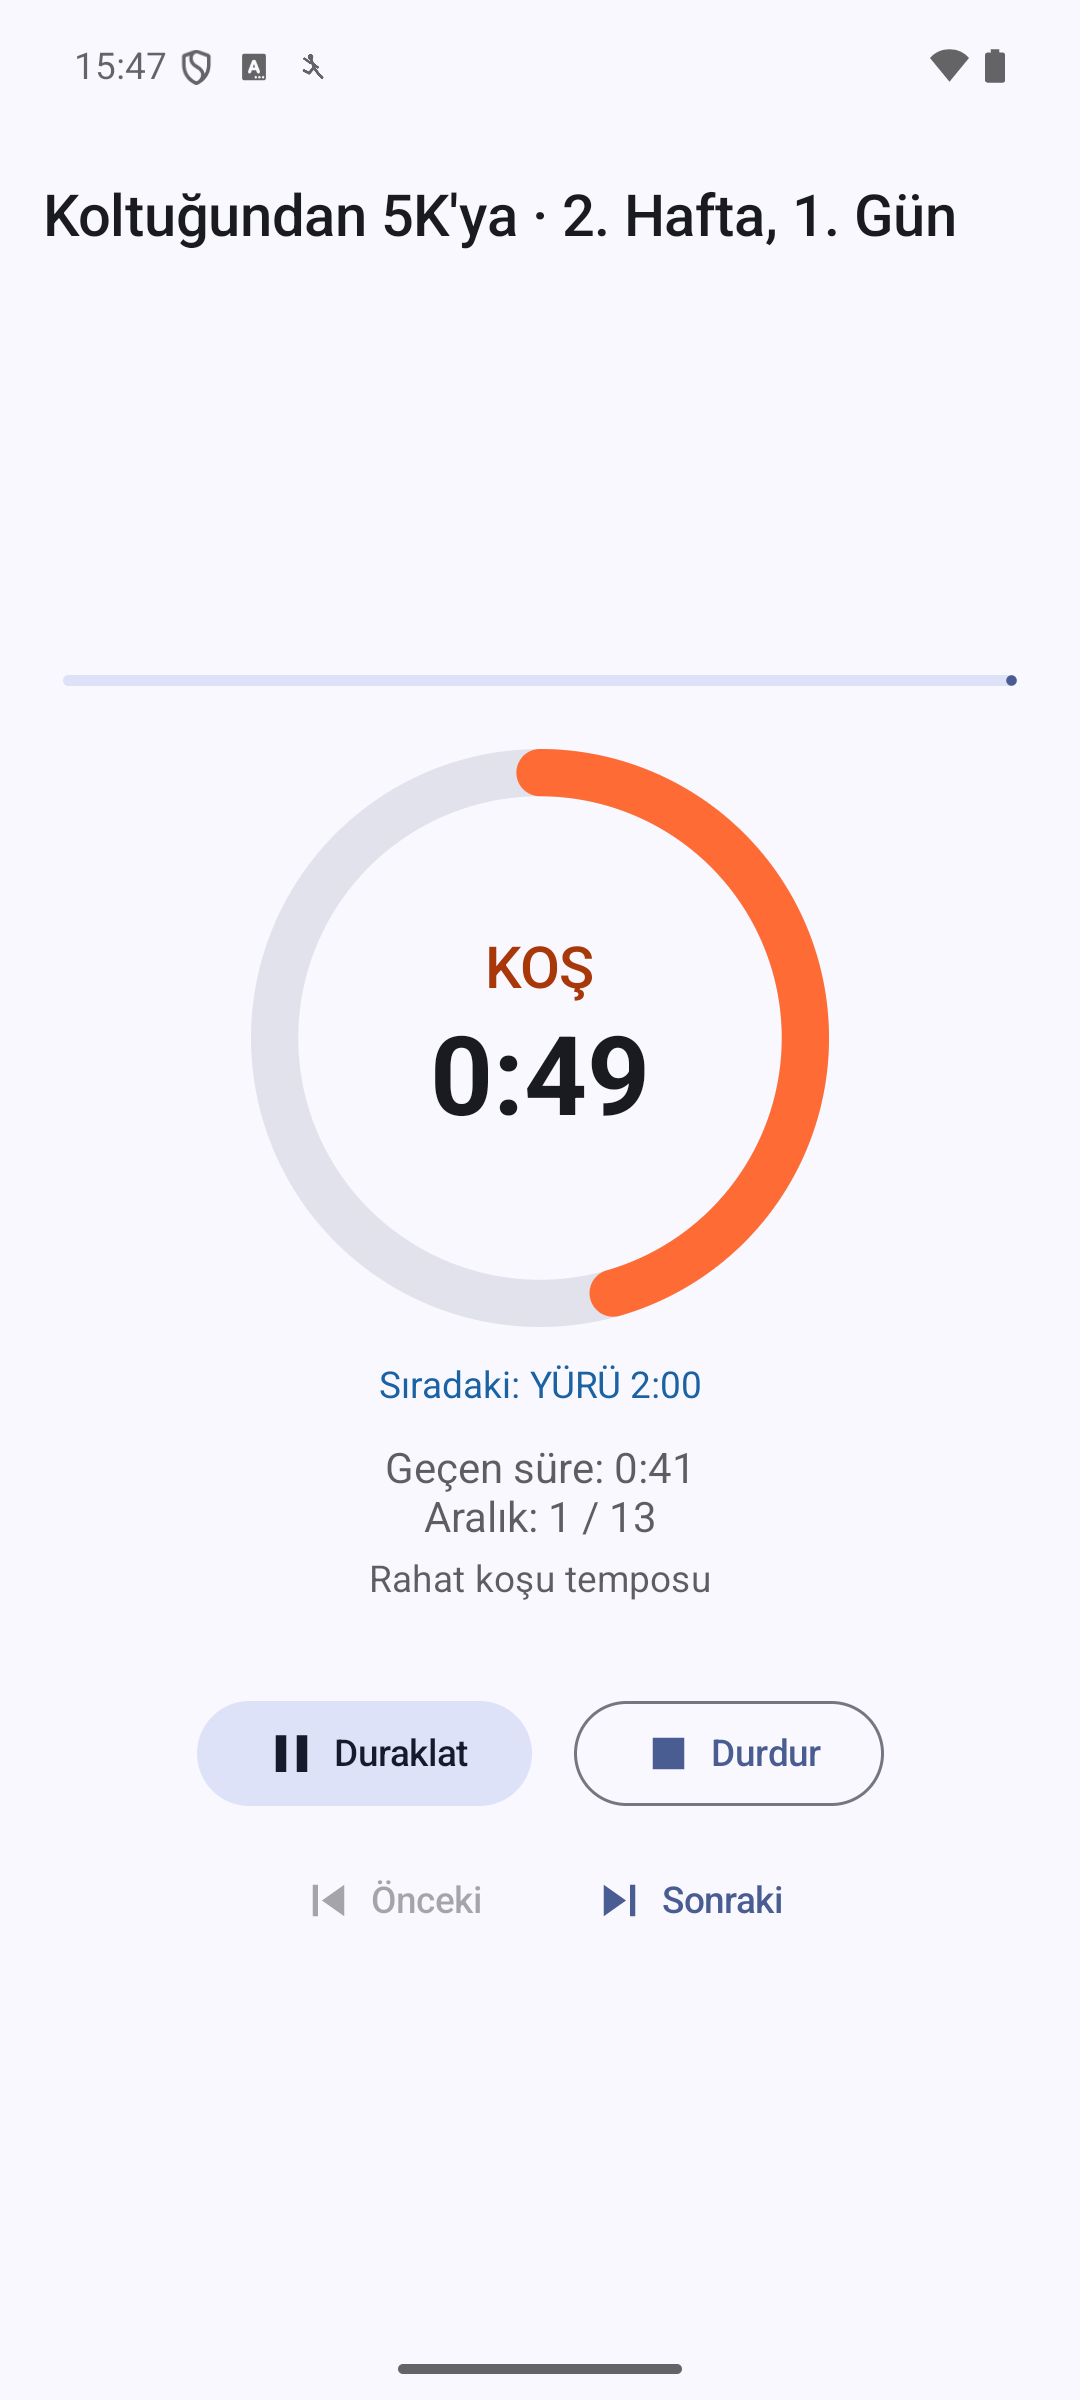 15:47
Koltuğundan 5K'ya · 2. Hafta, 1. Gün
KOŞ
0:49
Sıradaki: YÜRÜ 2:00
Geçen süre: 0:41
Aralık: 1 / 13
Rahat koşu temposu
Duraklat
Durdur
Önceki
Sonraki